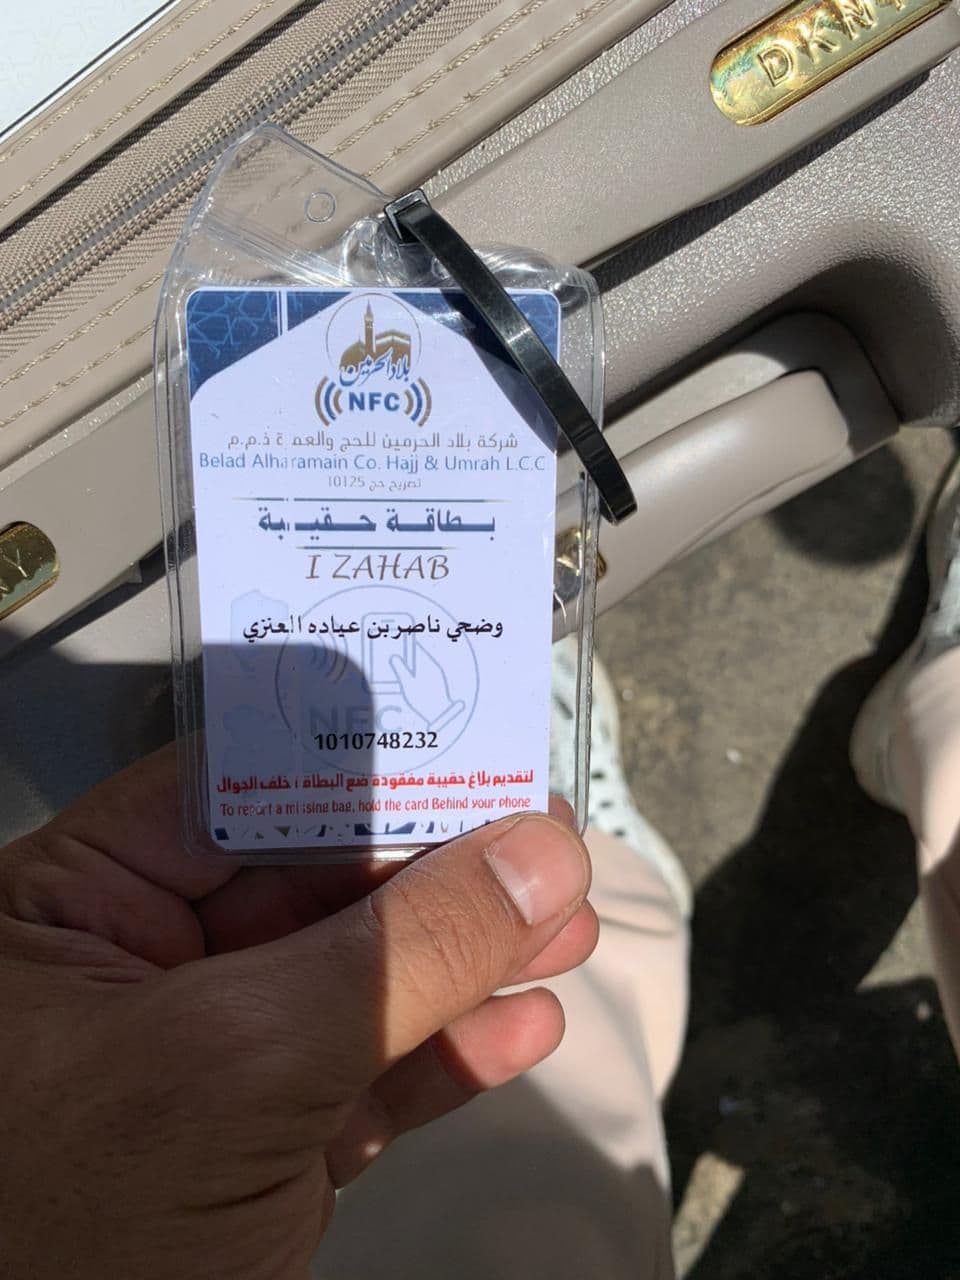 DKNY
بلاد الحرمين
NFC
شركة بلاد الحرمين للحج والعمرة ذ.م.م
Belad Alharamain Co. Hajj & Umrah L.C.C
تصريح حج 10125
بطاقة حقيبة
I ZAHAB
وضحي ناصر بن عياده العنزي
NFC
1010748232
لتقديم بلاغ حقيبة مفقودة ضع البطاقة خلف الجوال
To report a missing bag, hold the card Behind your phone